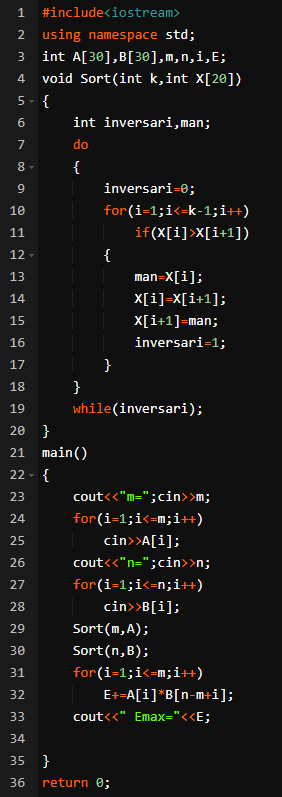 1 #include<iostream>
2 using namespace std;
3 int A[30],B[30],m,n,i,E;
4 void Sort(int k,int X[20])
5 {
6 int inversari,man;
7 do
8 {
9 inversari=0;
10 for(i=1;i<=k-1;i++)
11 if(X[i]>X[i+1])
12 {
13 man=X[i];
14 X[i]=X[i+1];
15 X[i+1]=man;
16 inversari=1;
17 }
18 }
19 while(inversari);
20 }
21 main()
22 {
23 cout<<"m=";cin>>m;
24 for(i=1;i<=m;i++)
25 cin>>A[i];
26 cout<<"n=";cin>>n;
27 for(i=1;i<=n;i++)
28 cin>>B[i];
29 Sort(m,A);
30 Sort(n,B);
31 for(i=1;i<=m;i++)
32 E+=A[i]*B[n-m+i];
33 cout<<" Emax="<<E;
34
35 }
36 return 0;